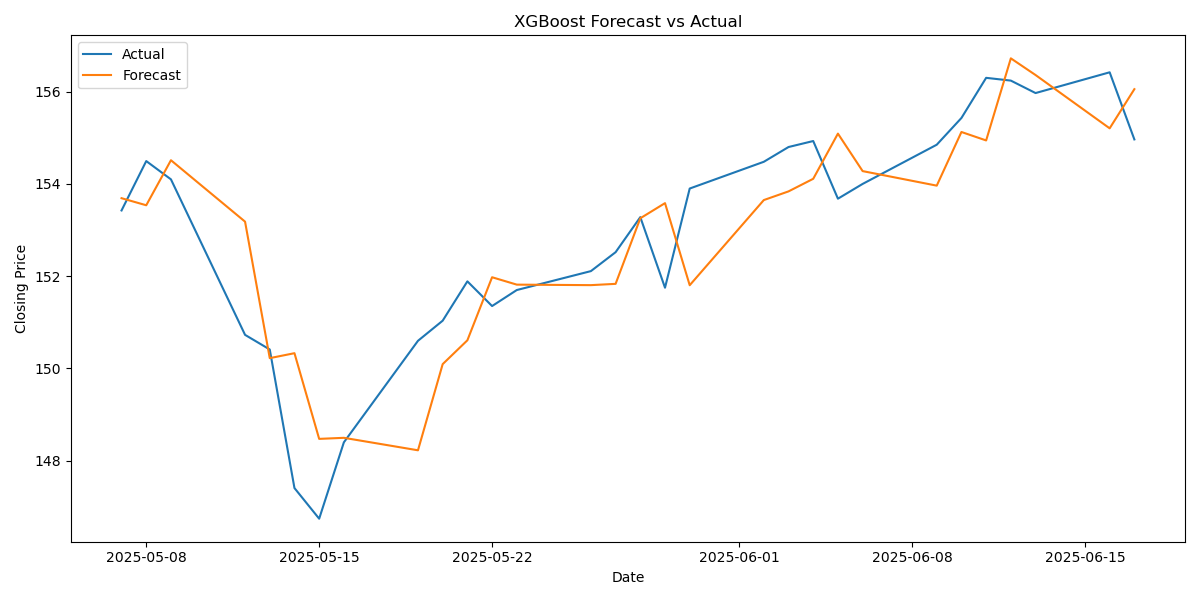 XGBoost Forecast vs Actual
Actual
Forecast
Closing Price
156
154
152
150
148
2025-05-08
2025-05-15
2025-05-22
2025-06-01
2025-06-08
2025-06-15
Date